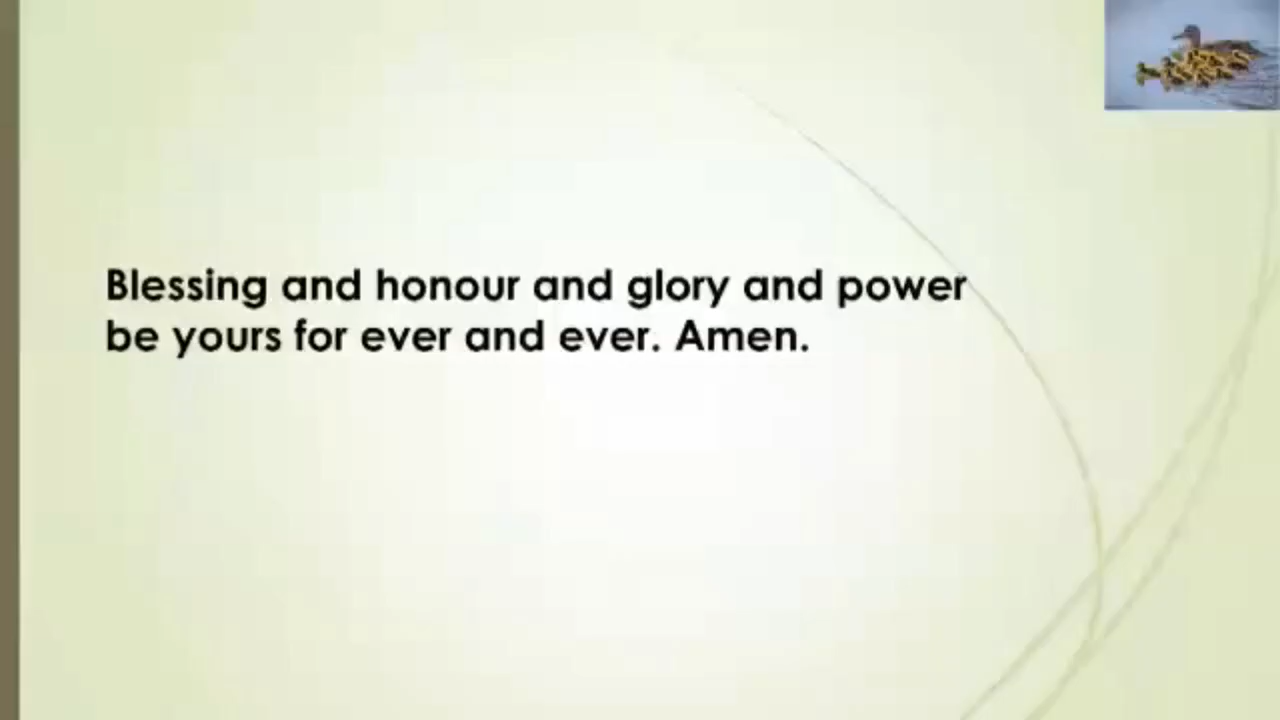 Blessing and honour and glory and power
be yours for ever and ever. Amen.